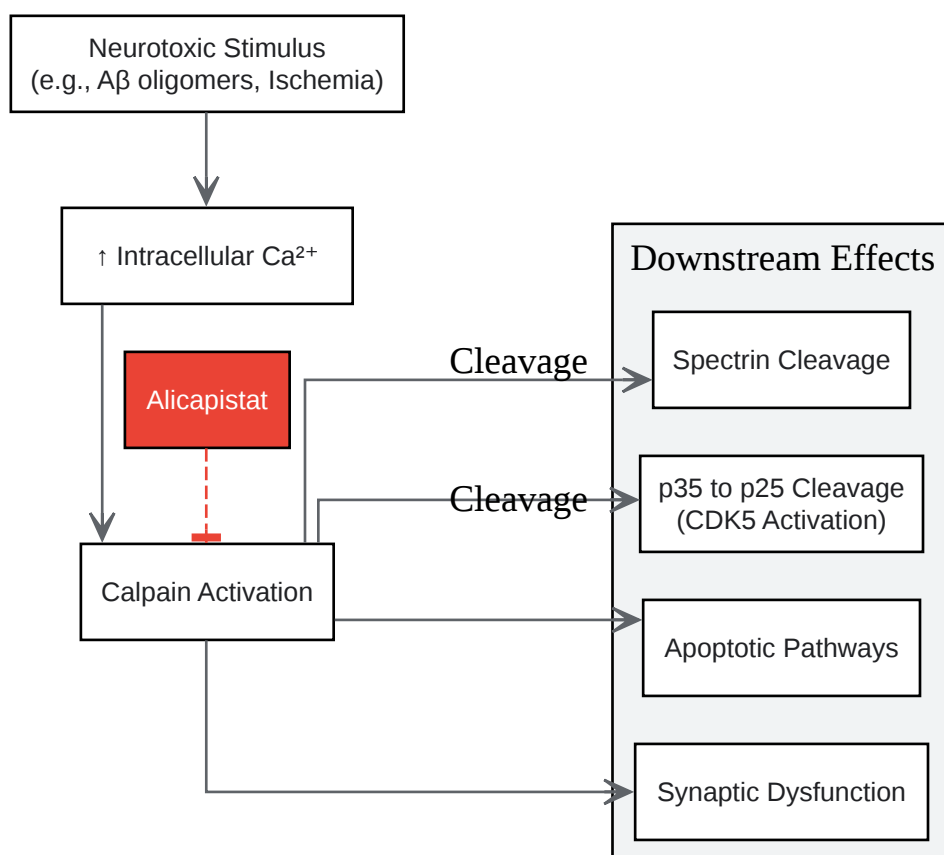 Neurotoxic Stimulus
(e.g., Aβ oligomers, Ischemia)
↑ Intracellular Ca²⁺
Downstream Effects
Alicapistat
Cleavage
Spectrin Cleavage
Cleavage
p35 to p25 Cleavage
(CDK5 Activation)
Calpain Activation
Apoptotic Pathways
Synaptic Dysfunction